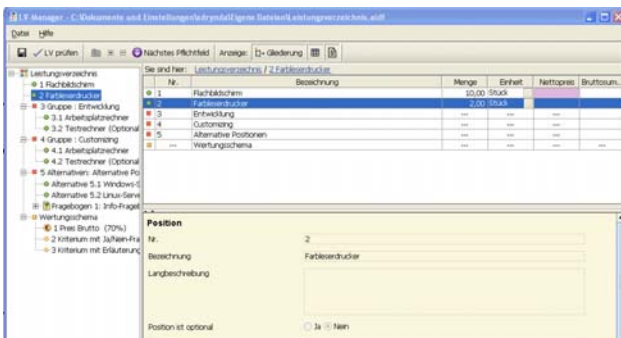 LV Manager - C:\Dokumente und Einstellungen\adrynda\Eigene Dateien\Leistungsverzeichnis.aidf
Datei Hilfe
LV prüfen Nächstes Pflichtfeld Anzeige: Gliederung
Sie sind hier: Leistungsverzeichnis / 2 Farblaserdrucker
Leistungsverzeichnis
1 Flachbildschirm
2 Farblaserdrucker
3 Gruppe : Entwicklung
3.1 Arbeitsplatzrechner
3.2 Testrechner (Optional
4 Gruppe : Customizing
4.1 Arbeitsplatzrechner
4.2 Testrechner (Optional
5 Alternativen: Alternative Po
Alternative 5.1 Windows-S
Alternative 5.2 Linux-Serve
Fragebogen 1: Info-Frageb
Wertungsschema
1 Preis Brutto (70%)
2 Kriterium mit Ja/Nein-Fra
3 Kriterium mit Erläuterung
Nr. Bezeichnung Menge Einheit Nettopreis Bruttosum...
1 Flachbildschirm 10,00 Stück
2 Farblaserdrucker 2,00 Stück
3 Entwicklung --- --- ---
4 Customizing --- --- ---
5 Alternative Positionen --- --- ---
--- Wertungsschema --- --- --- ---
Position
Nr. 2
Bezeichnung Farblaserdrucker
Langbeschreibung
Position ist optional Ja Nein